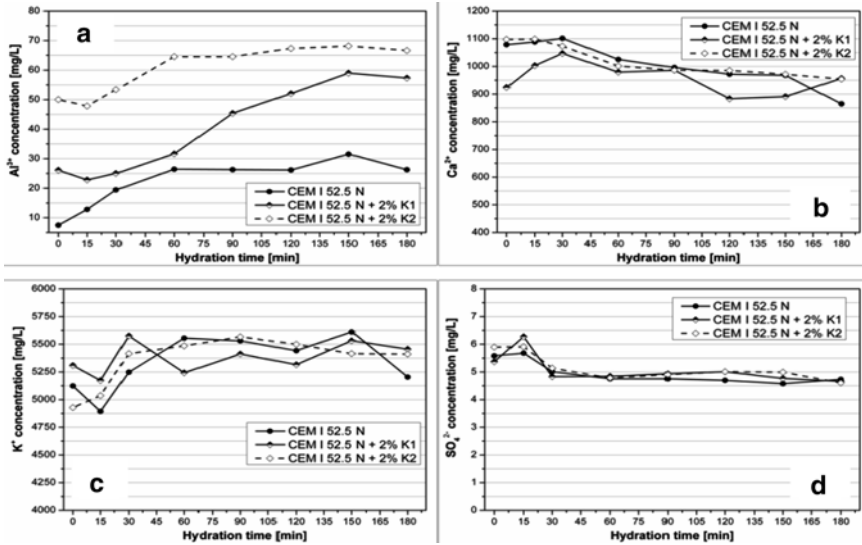 a
Al³⁺ concentration [mg/L]
80
70
60
50
40
30
20
10
CEM I 52.5 N
CEM I 52.5 N + 2% K1
CEM I 52.5 N + 2% K2
0 15 30 45 60 75 90 105 120 135 150 165 180
Hydration time [min]
b
Ca²⁺ concentration [mg/L]
1200
1100
1000
900
800
700
600
500
400
CEM I 52.5 N
CEM I 52.5 N + 2% K1
CEM I 52.5 N + 2% K2
0 15 30 45 60 75 90 105 120 135 150 165 180
Hydration time [min]
c
K⁺ concentration [mg/L]
6000
5750
5500
5250
5000
4750
4500
4250
4000
CEM I 52.5 N
CEM I 52.5 N + 2% K1
CEM I 52.5 N + 2% K2
0 15 30 45 60 75 90 105 120 135 150 165 180
Hydration time [min]
d
SO₄²⁻ concentration [mg/L]
8
7
6
5
4
3
2
1
0
CEM I 52.5 N
CEM I 52.5 N + 2% K1
CEM I 52.5 N + 2% K2
0 15 30 45 60 75 90 105 120 135 150 165 180
Hydration time [min]